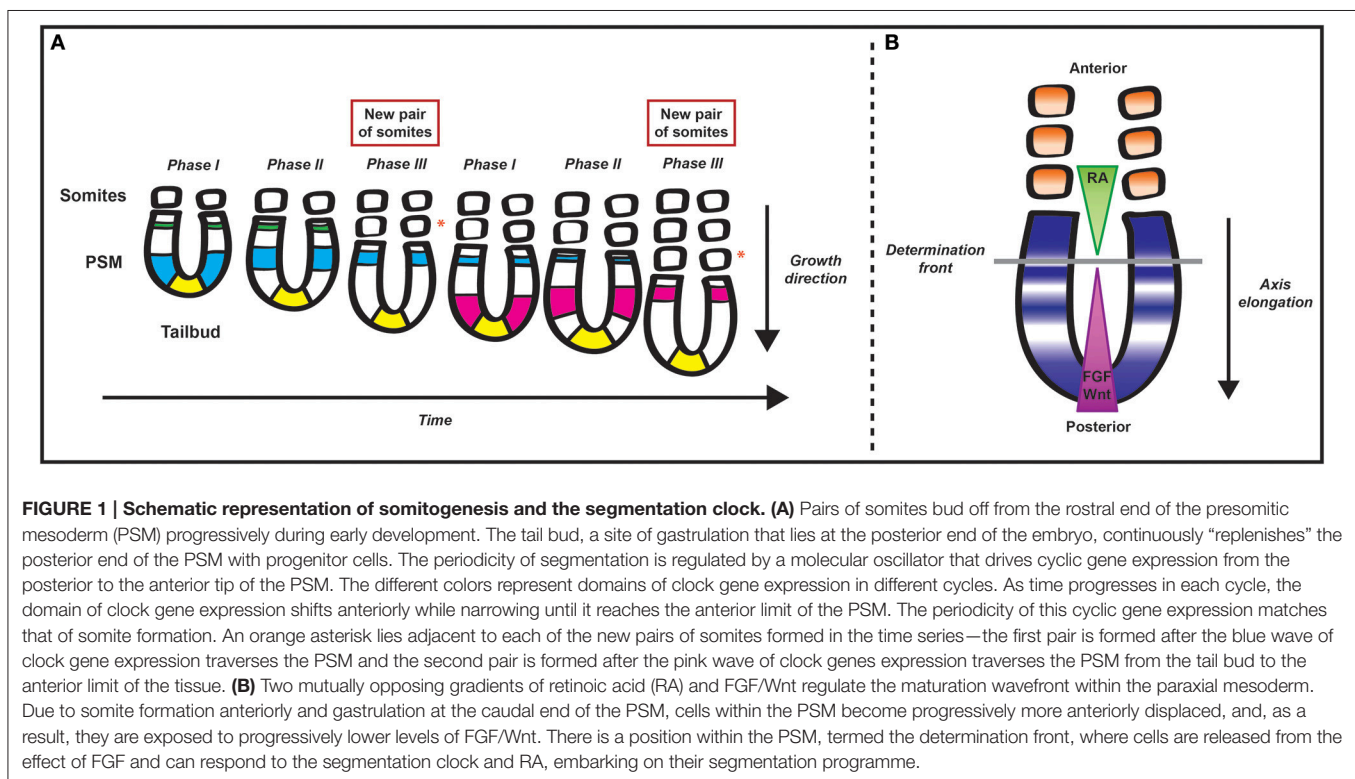 A
New pair
of somites
New pair
of somites
Phase I
Phase II
Phase III
Phase I
Phase II
Phase III
Somites
PSM
Tailbud
*
*
Growth
direction
Time
B
Anterior
RA
Determination
front
Axis
elongation
FGF
Wnt
Posterior
FIGURE 1 | Schematic representation of somitogenesis and the segmentation clock. (A) Pairs of somites bud off from the rostral end of the presomitic
mesoderm (PSM) progressively during early development. The tail bud, a site of gastrulation that lies at the posterior end of the embryo, continuously “replenishes” the
posterior end of the PSM with progenitor cells. The periodicity of segmentation is regulated by a molecular oscillator that drives cyclic gene expression from the
posterior to the anterior tip of the PSM. The different colors represent domains of clock gene expression in different cycles. As time progresses in each cycle, the
domain of clock gene expression shifts anteriorly while narrowing until it reaches the anterior limit of the PSM. The periodicity of this cyclic gene expression matches
that of somite formation. An orange asterisk lies adjacent to each of the new pairs of somites formed in the time series—the first pair is formed after the blue wave of
clock gene expression traverses the PSM and the second pair is formed after the pink wave of clock genes expression traverses the PSM from the tail bud to the
anterior limit of the tissue. (B) Two mutually opposing gradients of retinoic acid (RA) and FGF/Wnt regulate the maturation wavefront within the paraxial mesoderm.
Due to somite formation anteriorly and gastrulation at the caudal end of the PSM, cells within the PSM become progressively more anteriorly displaced, and, as a
result, they are exposed to progressively lower levels of FGF/Wnt. There is a position within the PSM, termed the determination front, where cells are released from the
effect of FGF and can respond to the segmentation clock and RA, embarking on their segmentation programme.